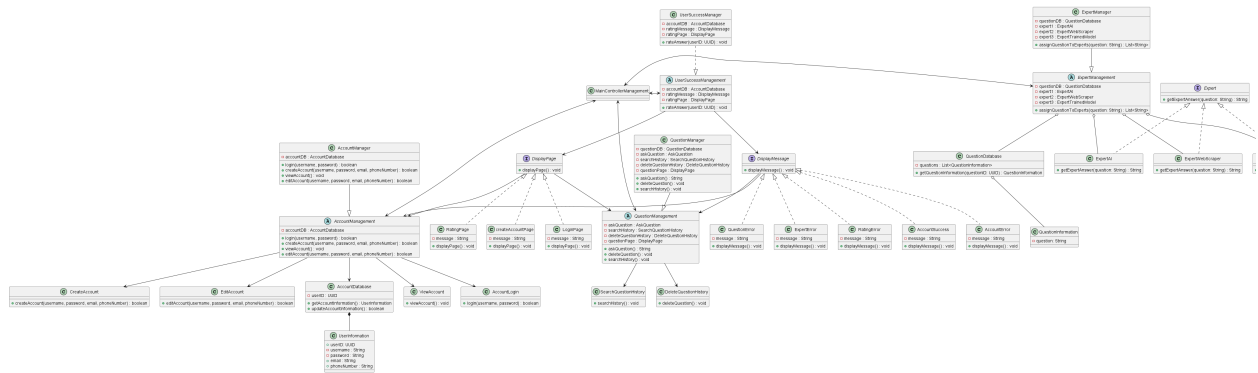 UserSuccessManager
accountDB : AccountDatabase
ratingMessage : DisplayMessage
ratingPage : DisplayPage
rateAnswer(userID: UUID) : void
ExpertManager
questionDB : QuestionDatabase
expert1 : ExpertAI
expert2 : ExpertWebScraper
expert3 : ExpertTrainedModel
assignQuestionToExperts(question: String) : List<String>
MainControllerManagement
UserSuccessManagement
accountDB : AccountDatabase
ratingMessage : DisplayMessage
ratingPage : DisplayPage
rateAnswer(userID: UUID) : void
ExpertManagement
questionDB : QuestionDatabase
expert1 : ExpertAI
expert2 : ExpertWebScraper
expert3 : ExpertTrainedModel
assignQuestionToExperts(question: String) : List<String>
Expert
getExpertAnswer(question: String) : String
AccountManager
accountDB : AccountDatabase
login(username, password) : boolean
createAccount(username, password, email, phoneNumber) : boolean
viewAccount() : void
editAccount(username, password, email, phoneNumber) : boolean
QuestionManager
questionDB : QuestionDatabase
askQuestion : AskQuestion
searchHistory : SearchQuestionHistory
deleteQuestionHistory : DeleteQuestionHistory
questionPage : DisplayPage
askQuestion() : String
deleteQuestion() : void
searchHistory() : void
DisplayPage
displayPage() : void
DisplayMessage
displayMessage() : void
QuestionDatabase
questions : List<QuestionInformation>
getQuestionInformation(questionID: UUID) : QuestionInformation
ExpertAI
getExpertAnswer(question: String) : String
ExpertWebScraper
getExpertAnswer(question: String) : String
AccountManagement
accountDB : AccountDatabase
login(username, password) : boolean
createAccount(username, password, email, phoneNumber) : boolean
viewAccount() : void
editAccount(username, password, email, phoneNumber) : boolean
RatingPage
message : String
displayPage() : void
createAccountPage
message : String
displayPage() : void
LoginPage
message : String
displayPage() : void
QuestionManagement
askQuestion : AskQuestion
searchHistory : SearchQuestionHistory
deleteQuestionHistory : DeleteQuestionHistory
questionPage : DisplayPage
askQuestion() : String
deleteQuestion() : void
searchHistory() : void
QuestionError
message : String
displayMessage() : void
ExpertError
message : String
displayMessage() : void
RatingError
message : String
displayMessage() : void
AccountSuccess
message : String
displayMessage() : void
AccountError
message : String
displayMessage() : void
QuestionInformation
question: String
CreateAccount
createAccount(username, password, email, phoneNumber) : boolean
EditAccount
editAccount(username, password, email, phoneNumber) : boolean
AccountDatabase
userID : UUID
getAccountInformation() : UserInformation
updateAccountInformation() : boolean
ViewAccount
viewAccount() : void
AccountLogin
login(username, password) : boolean
SearchQuestionHistory
searchHistory() : void
DeleteQuestionHistory
deleteQuestion() : void
UserInformation
userID: UUID
username : String
password : String
email : String
phoneNumber : String